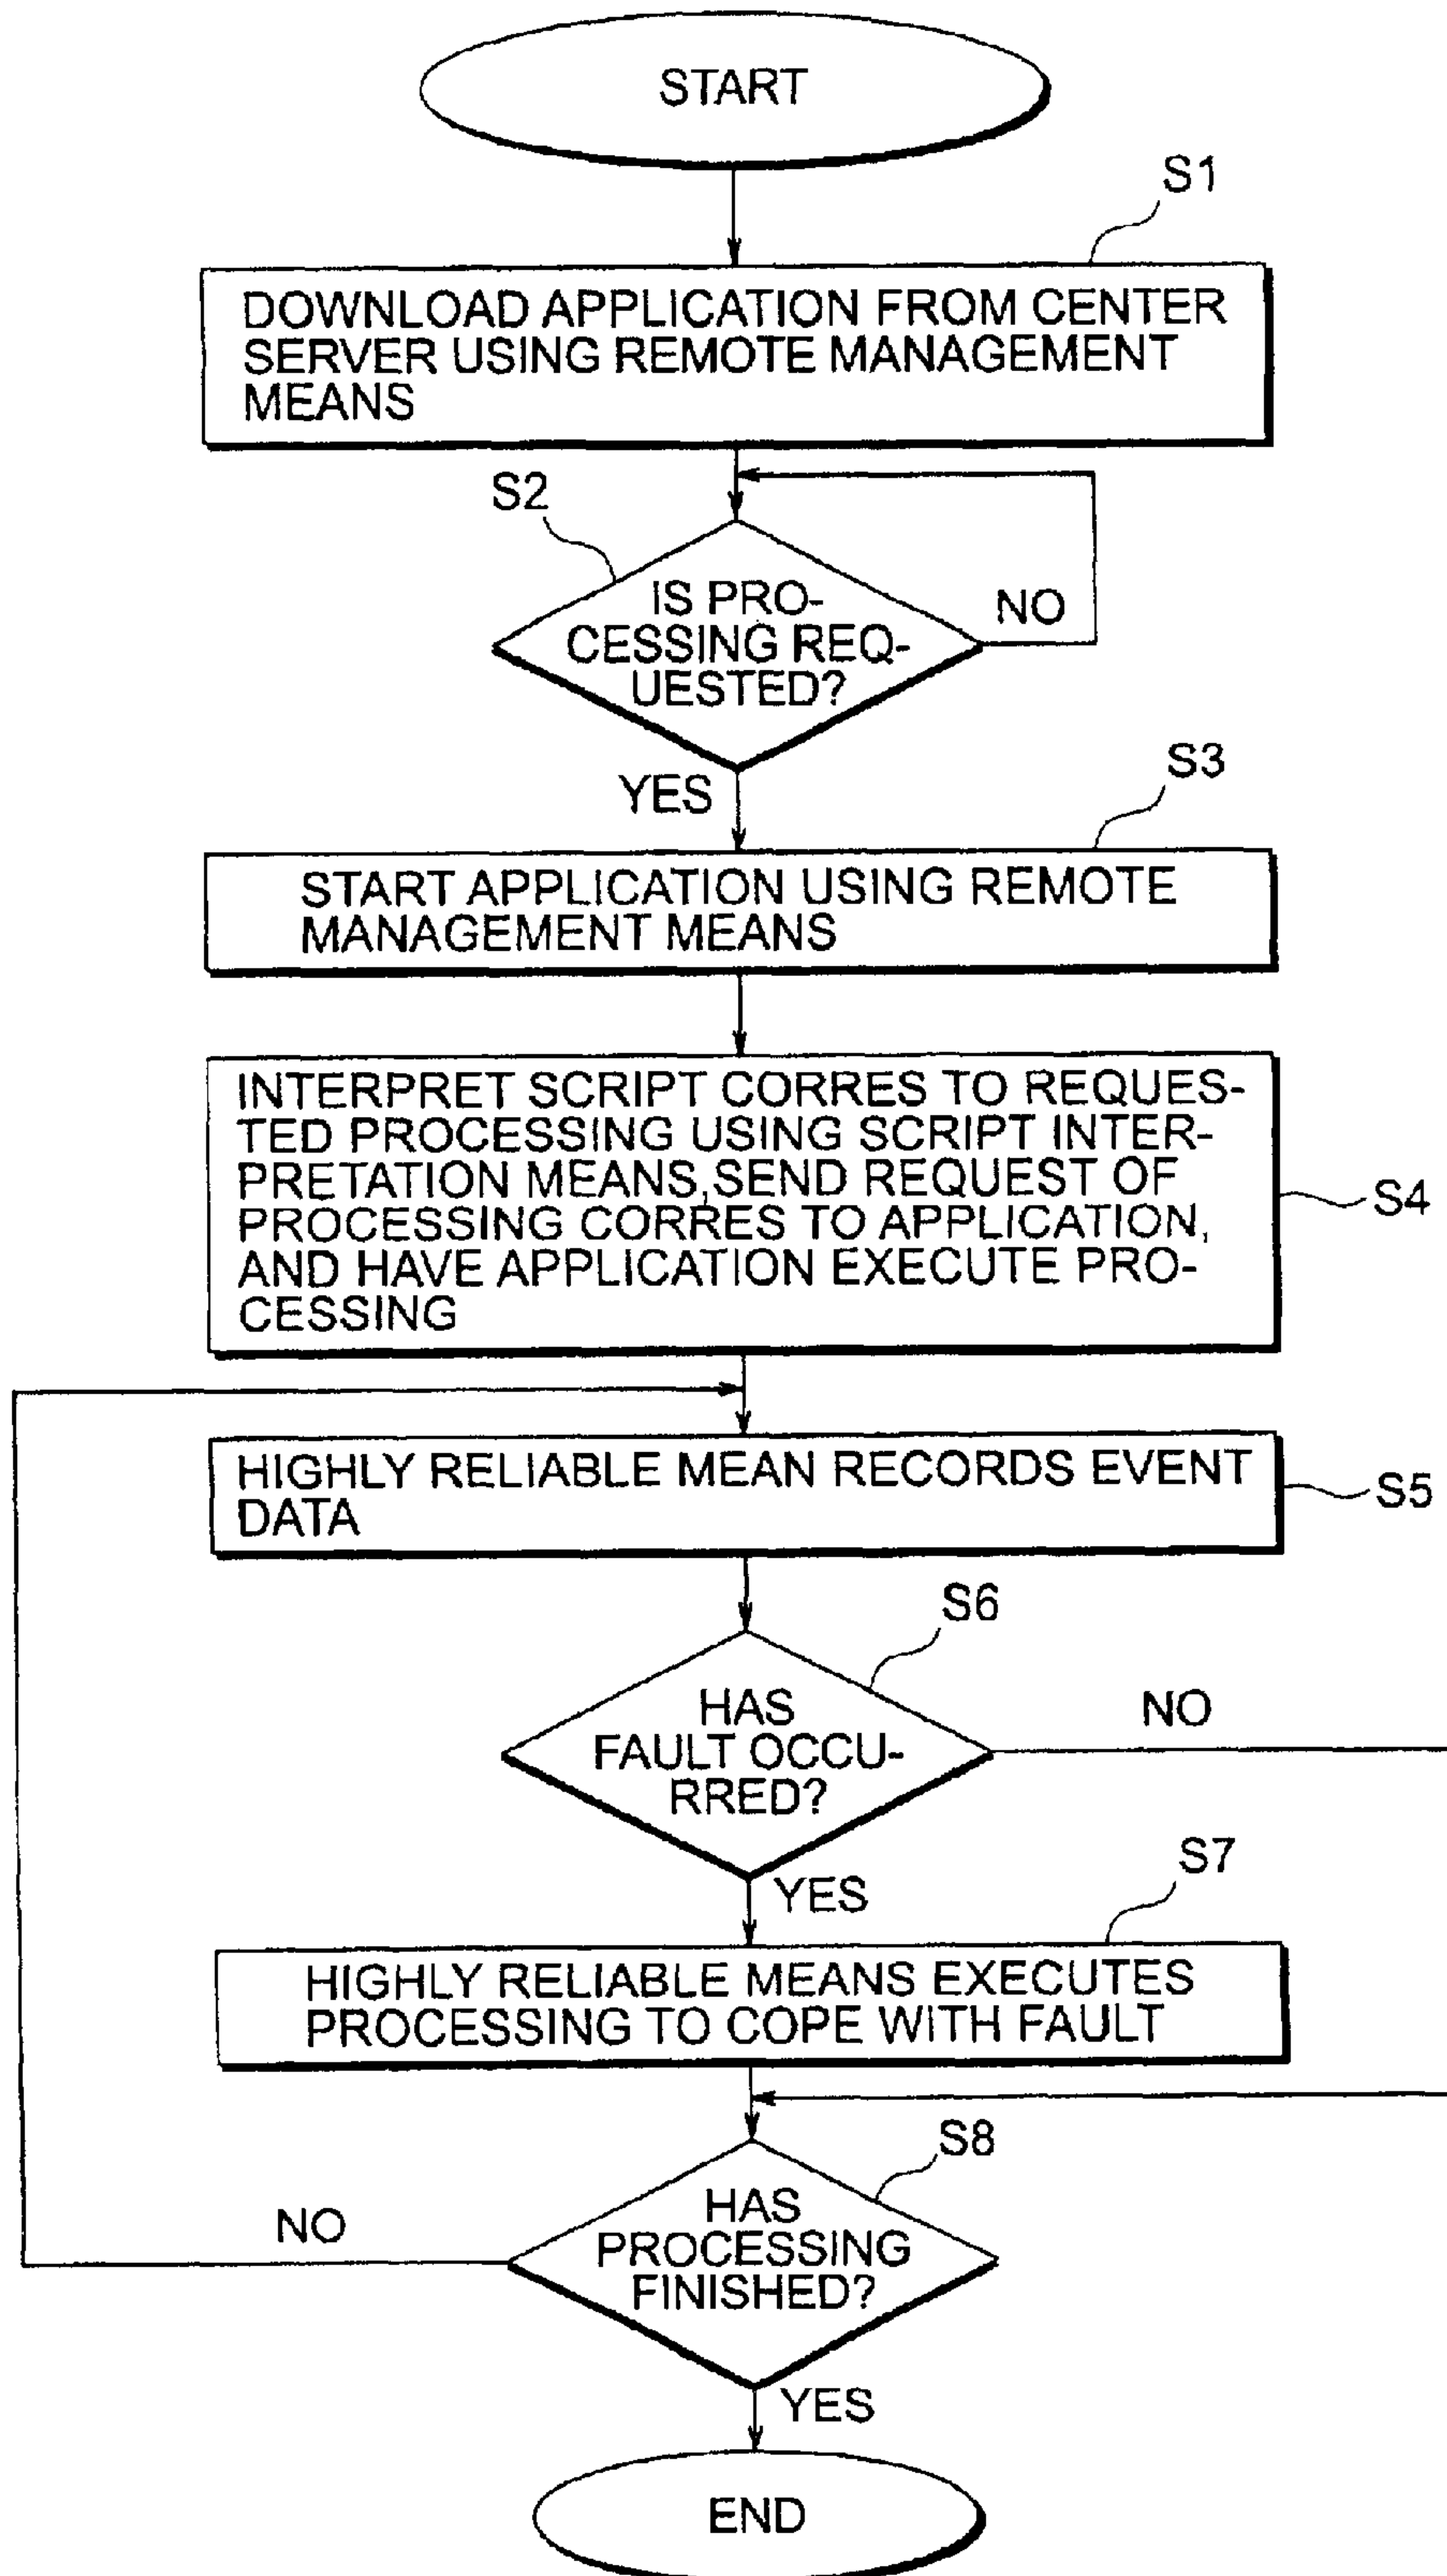 START
S1
DOWNLOAD APPLICATION FROM CENTER
SERVER USING REMOTE MANAGEMENT
MEANS
S2
IS PRO-
CESSING REQ-
UESTED?
NO
YES
S3
START APPLICATION USING REMOTE
MANAGEMENT MEANS
INTERPRET SCRIPT CORRES TO REQUES-
TED PROCESSING USING SCRIPT INTER-
PRETATION MEANS, SEND REQUEST OF
PROCESSING CORRES TO APPLICATION,
AND HAVE APPLICATION EXECUTE PRO-
CESSING
S4
HIGHLY RELIABLE MEAN RECORDS EVENT
DATA
S5
S6
HAS
FAULT OCCU-
RRED?
NO
YES
S7
HIGHLY RELIABLE MEANS EXECUTES
PROCESSING TO COPE WITH FAULT
S8
HAS
PROCESSING
FINISHED?
NO
YES
END